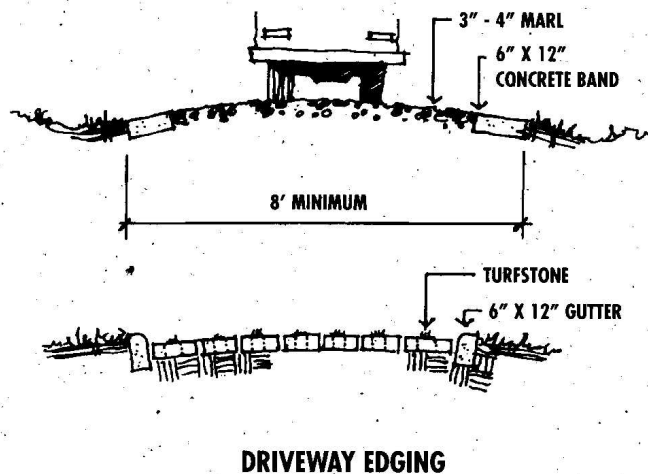 3" - 4" MARL
6" X 12"
CONCRETE BAND
8' MINIMUM
TURFSTONE
6" X 12" GUTTER
DRIVEWAY EDGING